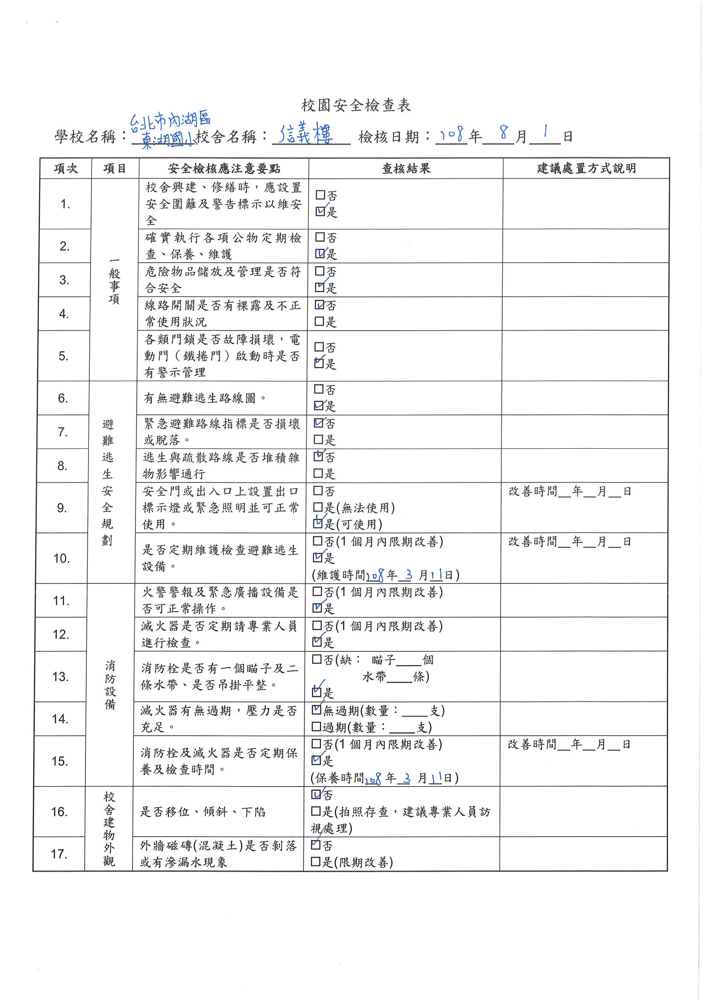 校園安全檢查表
台北市內湖區
學校名稱：東湖國小校舍名稱：信義樓 檢核日期：108年 8 月 1 日
項次 項目 安全檢核應注意要點 查核結果 建議處置方式說明
一般事項
1. 校舍興建、修繕時，應設置
安全圍籬及警告標示以維安
全
□否
☑是
2. 確實執行各項公物定期檢
查、保養、維護
□否
☑是
3. 危險物品儲放及管理是否符
合安全
□否
☑是
4. 線路開關是否有裸露及不正
常使用狀況
☑否
□是
5. 各類門鎖是否故障損壞，電
動門（鐵捲門）啟動時是否
有警示管理
□否
☑是
避難逃生安全規劃
6. 有無避難逃生路線圖。
□否
☑是
7. 緊急避難路線指標是否損壞
或脫落。
☑否
□是
8. 逃生與疏散路線是否堆積雜
物影響通行
☑否
□是
9. 安全門或出入口上設置出口
標示燈或緊急照明並可正常
使用。
□否
□是(無法使用)
☑是(可使用)
改善時間__年__月__日
10. 是否定期維護檢查避難逃生
設備。
□否(1 個月內限期改善)
☑是
(維護時間108年 3 月11日)
改善時間__年__月__日
消防設備
11. 火警警報及緊急廣播設備是
否可正常操作。
□否(1 個月內限期改善)
☑是
12. 滅火器是否定期請專業人員
進行檢查。
□否(1 個月內限期改善)
☑是
13. 消防栓是否有一個瞄子及二
條水帶、是否吊掛平整。
□否(缺： 瞄子____個
水帶____條)
☑是
14. 滅火器有無過期，壓力是否
充足。
☑無過期(數量：____支)
□過期(數量：____支)
15. 消防栓及滅火器是否定期保
養及檢查時間。
□否(1 個月內限期改善)
☑是
(保養時間108年 3 月11日)
改善時間__年__月__日
校舍建物外觀
16. 是否移位、傾斜、下陷
☑否
□是(拍照存查，建議專業人員訪
視處理)
17. 外牆磁磚(混凝土)是否剝落
或有滲漏水現象
☑否
□是(限期改善)